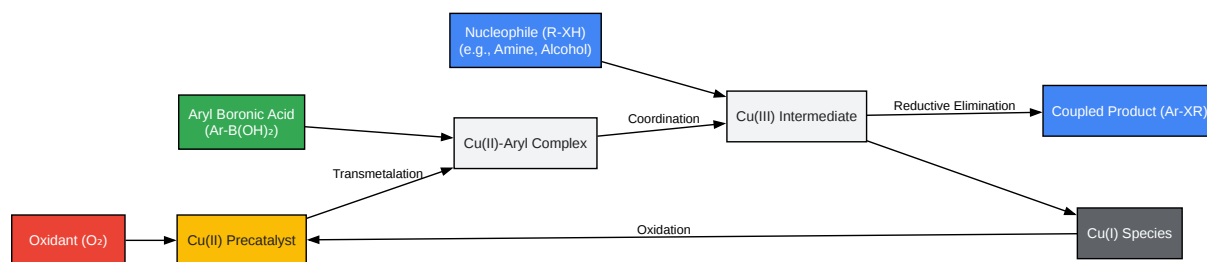 Nucleophile (R-XH)
(e.g., Amine, Alcohol)
Aryl Boronic Acid
(Ar-B(OH)₂)
Cu(II)-Aryl Complex
Coordination
Cu(III) Intermediate
Reductive Elimination
Coupled Product (Ar-XR)
Transmetalation
Oxidant (O₂)
Cu(II) Precatalyst
Oxidation
Cu(I) Species